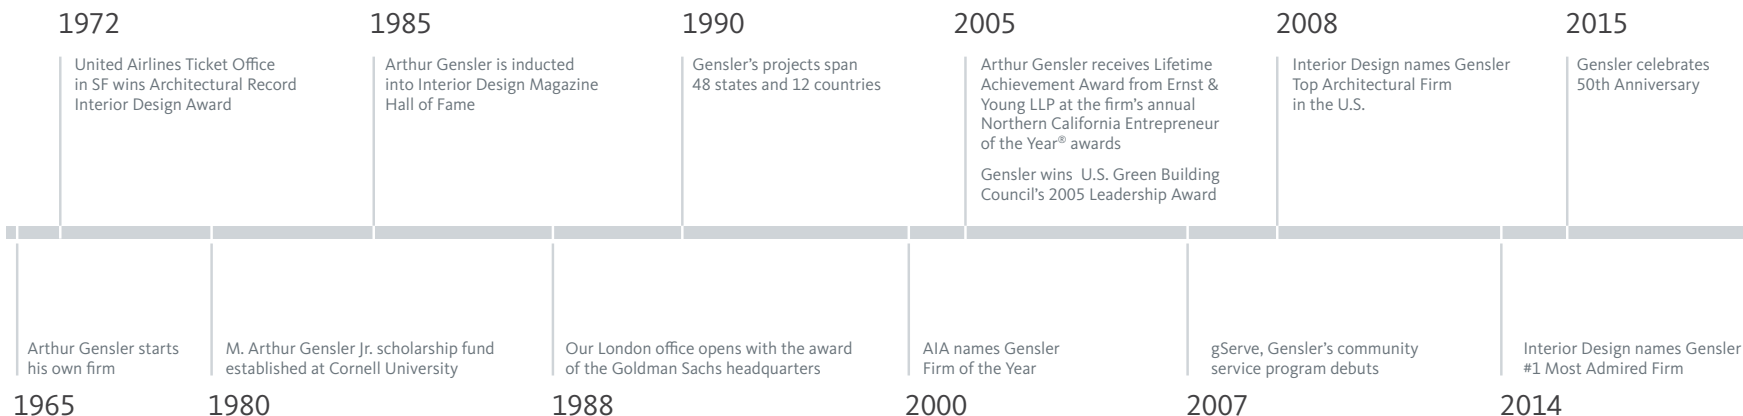 1972
United Airlines Ticket Office
in SF wins Architectural Record
Interior Design Award
1985
Arthur Gensler is inducted
into Interior Design Magazine
Hall of Fame
1990
Gensler's projects span
48 states and 12 countries
2005
Arthur Gensler receives Lifetime
Achievement Award from Ernst &
Young LLP at the firm's annual
Northern California Entrepreneur
of the Year® awards
Gensler wins U.S. Green Building
Council's 2005 Leadership Award
2008
Interior Design names Gensler
Top Architectural Firm
in the U.S.
2015
Gensler celebrates
50th Anniversary
Arthur Gensler starts
his own firm
1965
M. Arthur Gensler Jr. scholarship fund
established at Cornell University
1980
Our London office opens with the award
of the Goldman Sachs headquarters
1988
AIA names Gensler
Firm of the Year
2000
gServe, Gensler's community
service program debuts
2007
Interior Design names Gensler
#1 Most Admired Firm
2014